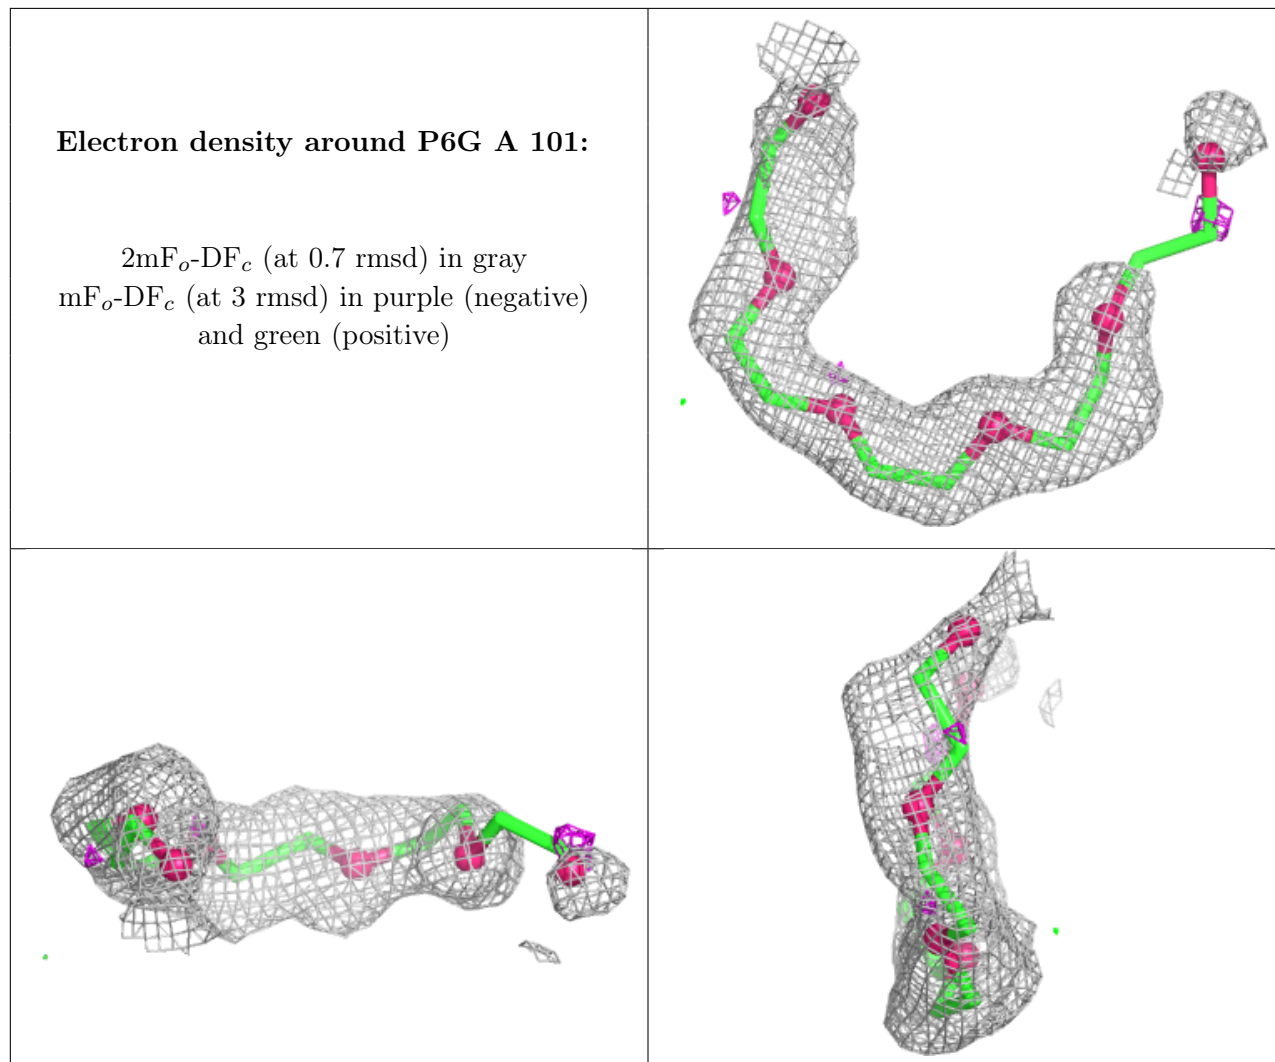 Electron density around P6G A 101:
2mFo-DFc (at 0.7 rmsd) in gray
mFo-DFc (at 3 rmsd) in purple (negative)
and green (positive)